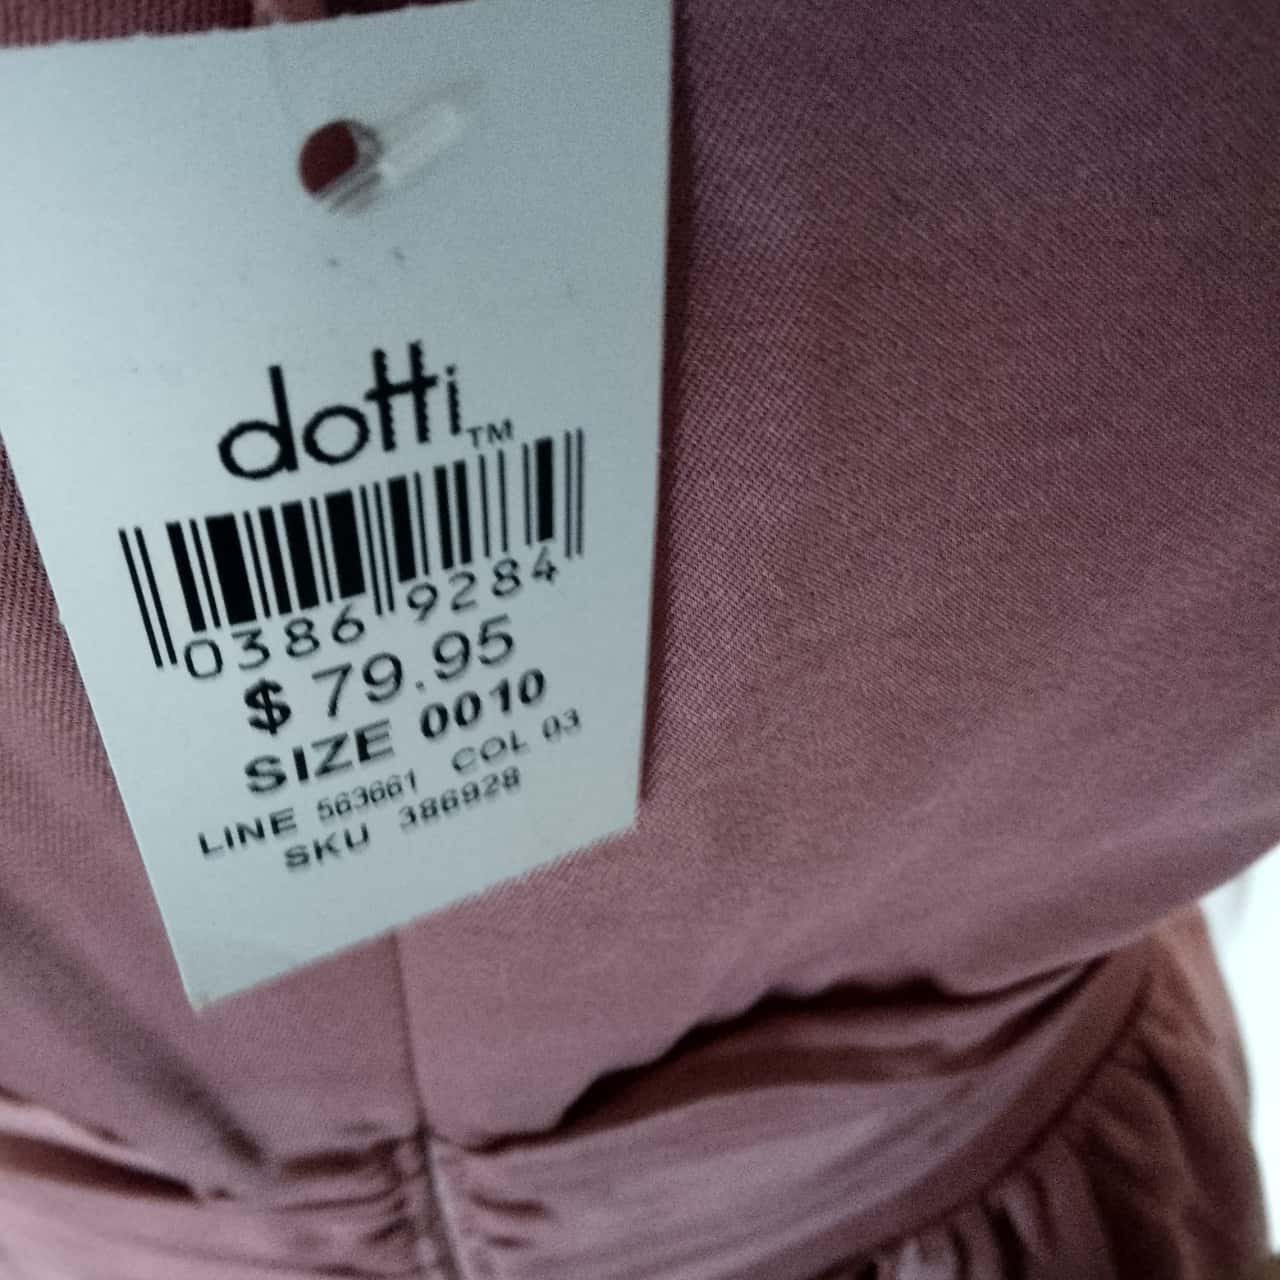 dotti™
0386 9284
$ 79.95
SIZE 0010
LINE 563661 COL 03
SKU 386928